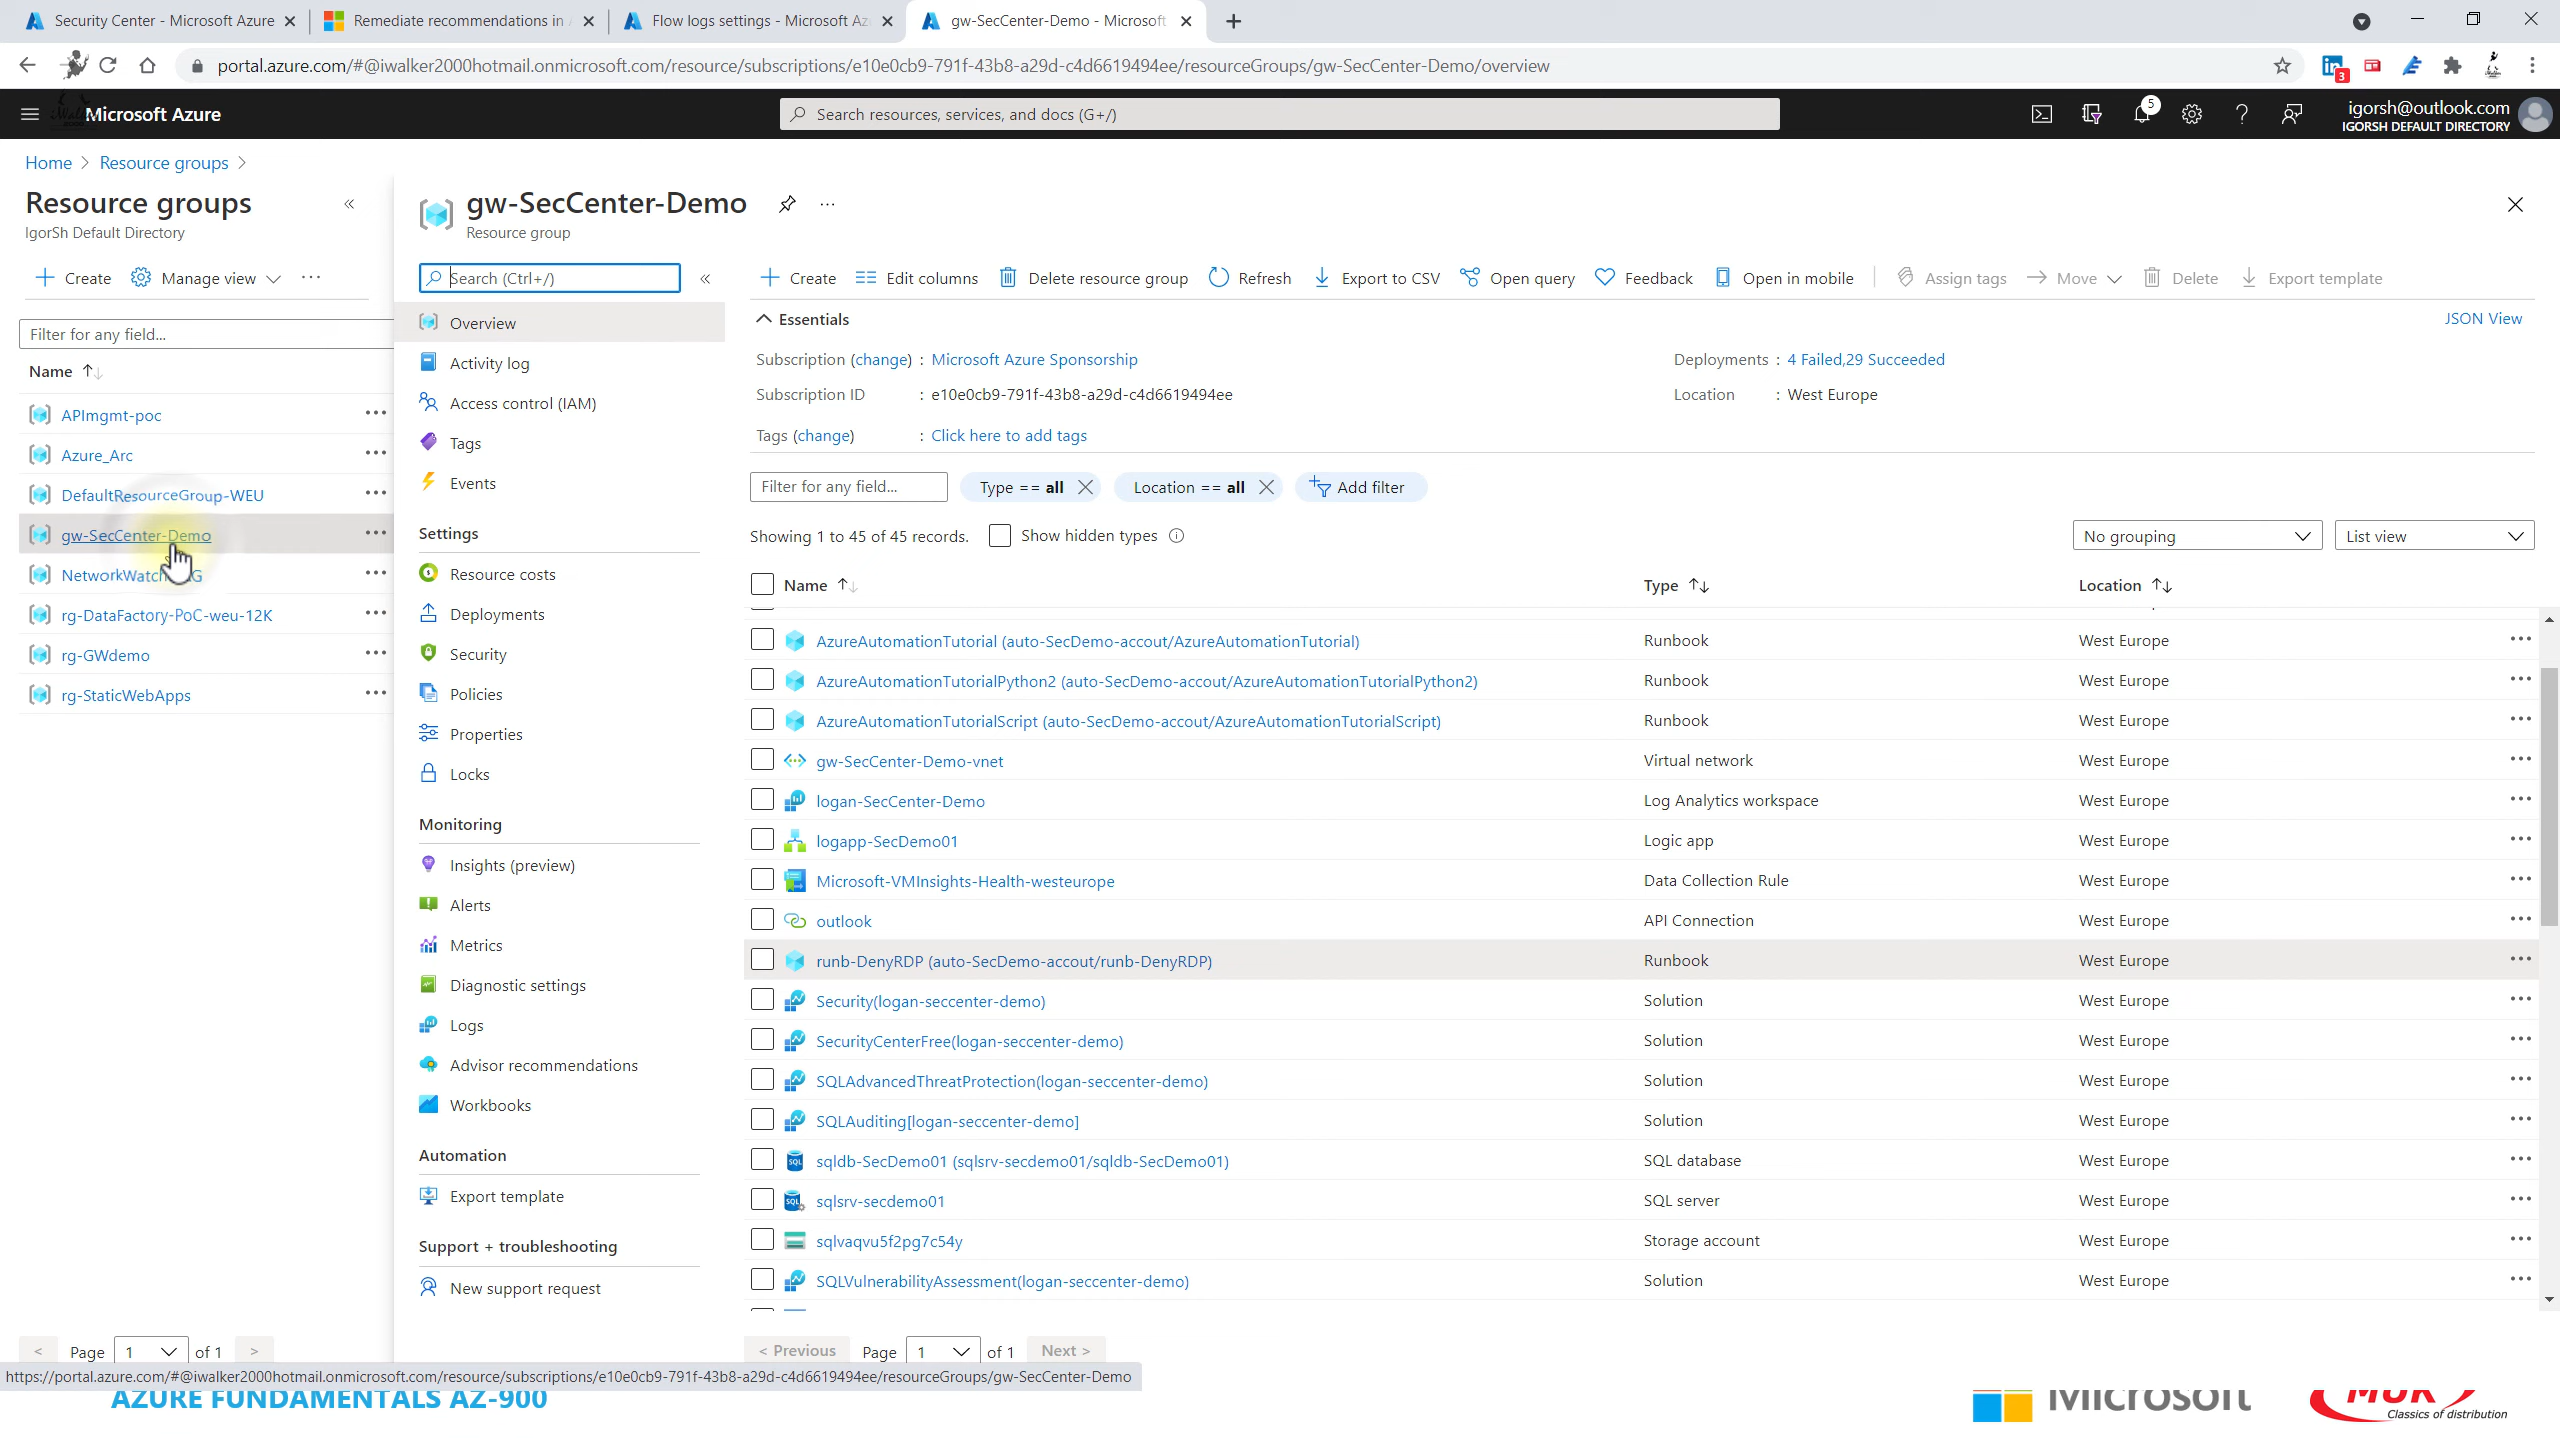 Security Center - Microsoft Azure
Remediate recommendations in
Flow logs settings - Microsoft Az
gw-SecCenter-Demo - Microsoft
portal.azure.com/#@iwalker2000hotmail.onmicrosoft.com/resource/subscriptions/e10e0cb9-791f-43b8-a29d-c4d6619494ee/resourceGroups/gw-SecCenter-Demo/overview
3
Microsoft Azure
Search resources, services, and docs (G+/)
5
igorsh@outlook.com
IGORSH DEFAULT DIRECTORY
Home > Resource groups >
Resource groups
IgorSh Default Directory
Create
Manage view
Filter for any field...
Name
APImgmt-poc
Azure_Arc
DefaultResourceGroup-WEU
gw-SecCenter-Demo
rg-DataFactory-PoC-weu-12K
rg-GWdemo
rg-StaticWebApps
< Page 1 of 1 >
gw-SecCenter-Demo
Resource group
Search (Ctrl+/)
Overview
Activity log
Access control (IAM)
Tags
Events
Settings
Resource costs
Deployments
Security
Policies
Properties
Locks
Monitoring
Insights (preview)
Alerts
Metrics
Diagnostic settings
Logs
Advisor recommendations
Workbooks
Automation
Export template
Support + troubleshooting
New support request
Create Edit columns Delete resource group Refresh Export to CSV Open query Feedback Open in mobile Assign tags Move Delete Export template
Essentials
JSON View
Subscription (change) : Microsoft Azure Sponsorship
Deployments : 4 Failed,29 Succeeded
Subscription ID : e10e0cb9-791f-43b8-a29d-c4d6619494ee
Location : West Europe
Tags (change) : Click here to add tags
Filter for any field...
Type == all
Location == all
Add filter
Showing 1 to 45 of 45 records.
Show hidden types
No grouping
List view
Name Type Location
AzureAutomationTutorial (auto-SecDemo-accout/AzureAutomationTutorial) Runbook West Europe
AzureAutomationTutorialPython2 (auto-SecDemo-accout/AzureAutomationTutorialPython2) Runbook West Europe
AzureAutomationTutorialScript (auto-SecDemo-accout/AzureAutomationTutorialScript) Runbook West Europe
gw-SecCenter-Demo-vnet Virtual network West Europe
logan-SecCenter-Demo Log Analytics workspace West Europe
logapp-SecDemo01 Logic app West Europe
Microsoft-VMInsights-Health-westeurope Data Collection Rule West Europe
outlook API Connection West Europe
runb-DenyRDP (auto-SecDemo-accout/runb-DenyRDP) Runbook West Europe
Security(logan-seccenter-demo) Solution West Europe
SecurityCenterFree(logan-seccenter-demo) Solution West Europe
SQLAdvancedThreatProtection(logan-seccenter-demo) Solution West Europe
SQLAuditing[logan-seccenter-demo] Solution West Europe
sqldb-SecDemo01 (sqlsrv-secdemo01/sqldb-SecDemo01) SQL database West Europe
sqlsrv-secdemo01 SQL server West Europe
sqlvaqvu5f2pg7c54y Storage account West Europe
SQLVulnerabilityAssessment(logan-seccenter-demo) Solution West Europe
< Previous Page 1 of 1 Next >
https://portal.azure.com/#@iwalker2000hotmail.onmicrosoft.com/resource/subscriptions/e10e0cb9-791f-43b8-a29d-c4d6619494ee/resourceGroups/gw-SecCenter-Demo
AZURE FUNDAMENTALS AZ-900
Microsoft
MUK
Classics of distribution